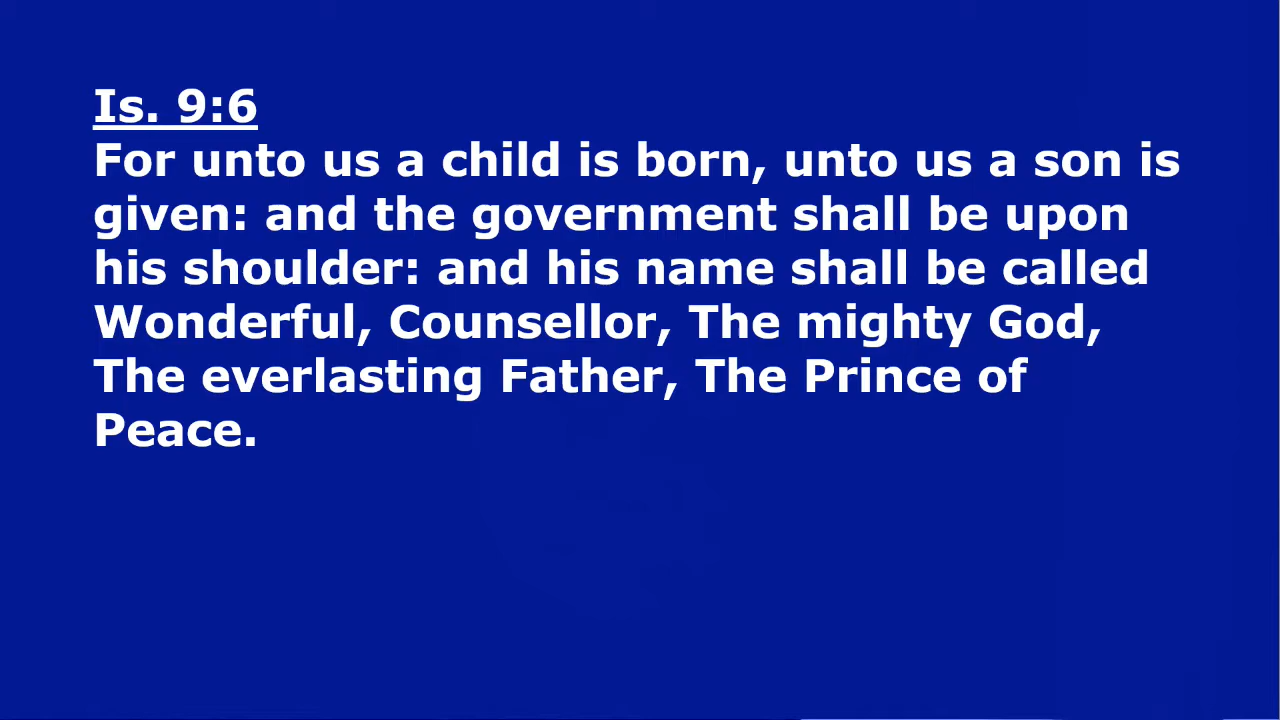 Is. 9:6
For unto us a child is born, unto us a son is
given: and the government shall be upon
his shoulder: and his name shall be called
Wonderful, Counsellor, The mighty God,
The everlasting Father, The Prince of
Peace.